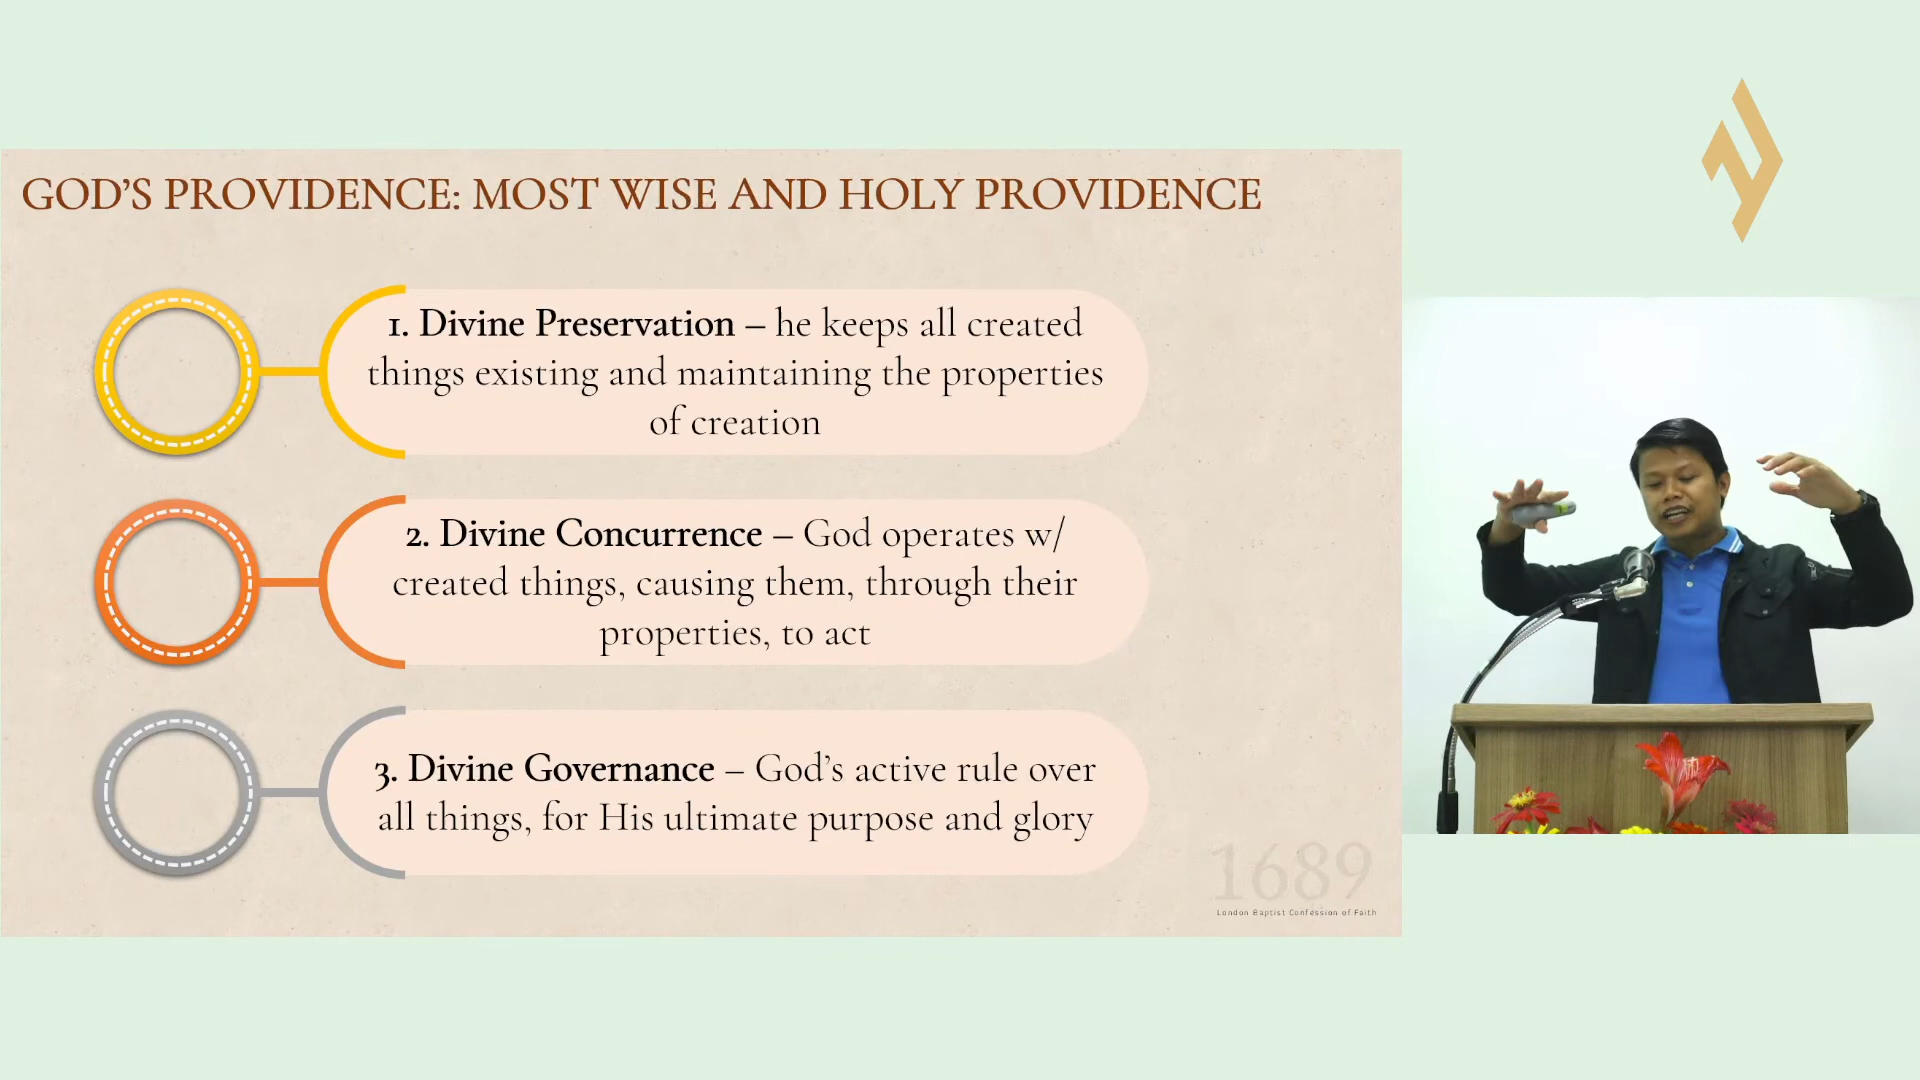 GOD’S PROVIDENCE: MOST WISE AND HOLY PROVIDENCE
1. Divine Preservation – he keeps all created
things existing and maintaining the properties
of creation
2. Divine Concurrence – God operates w/
created things, causing them, through their
properties, to act
3. Divine Governance – God’s active rule over
all things, for His ultimate purpose and glory
1689
London Baptist Confession of Faith